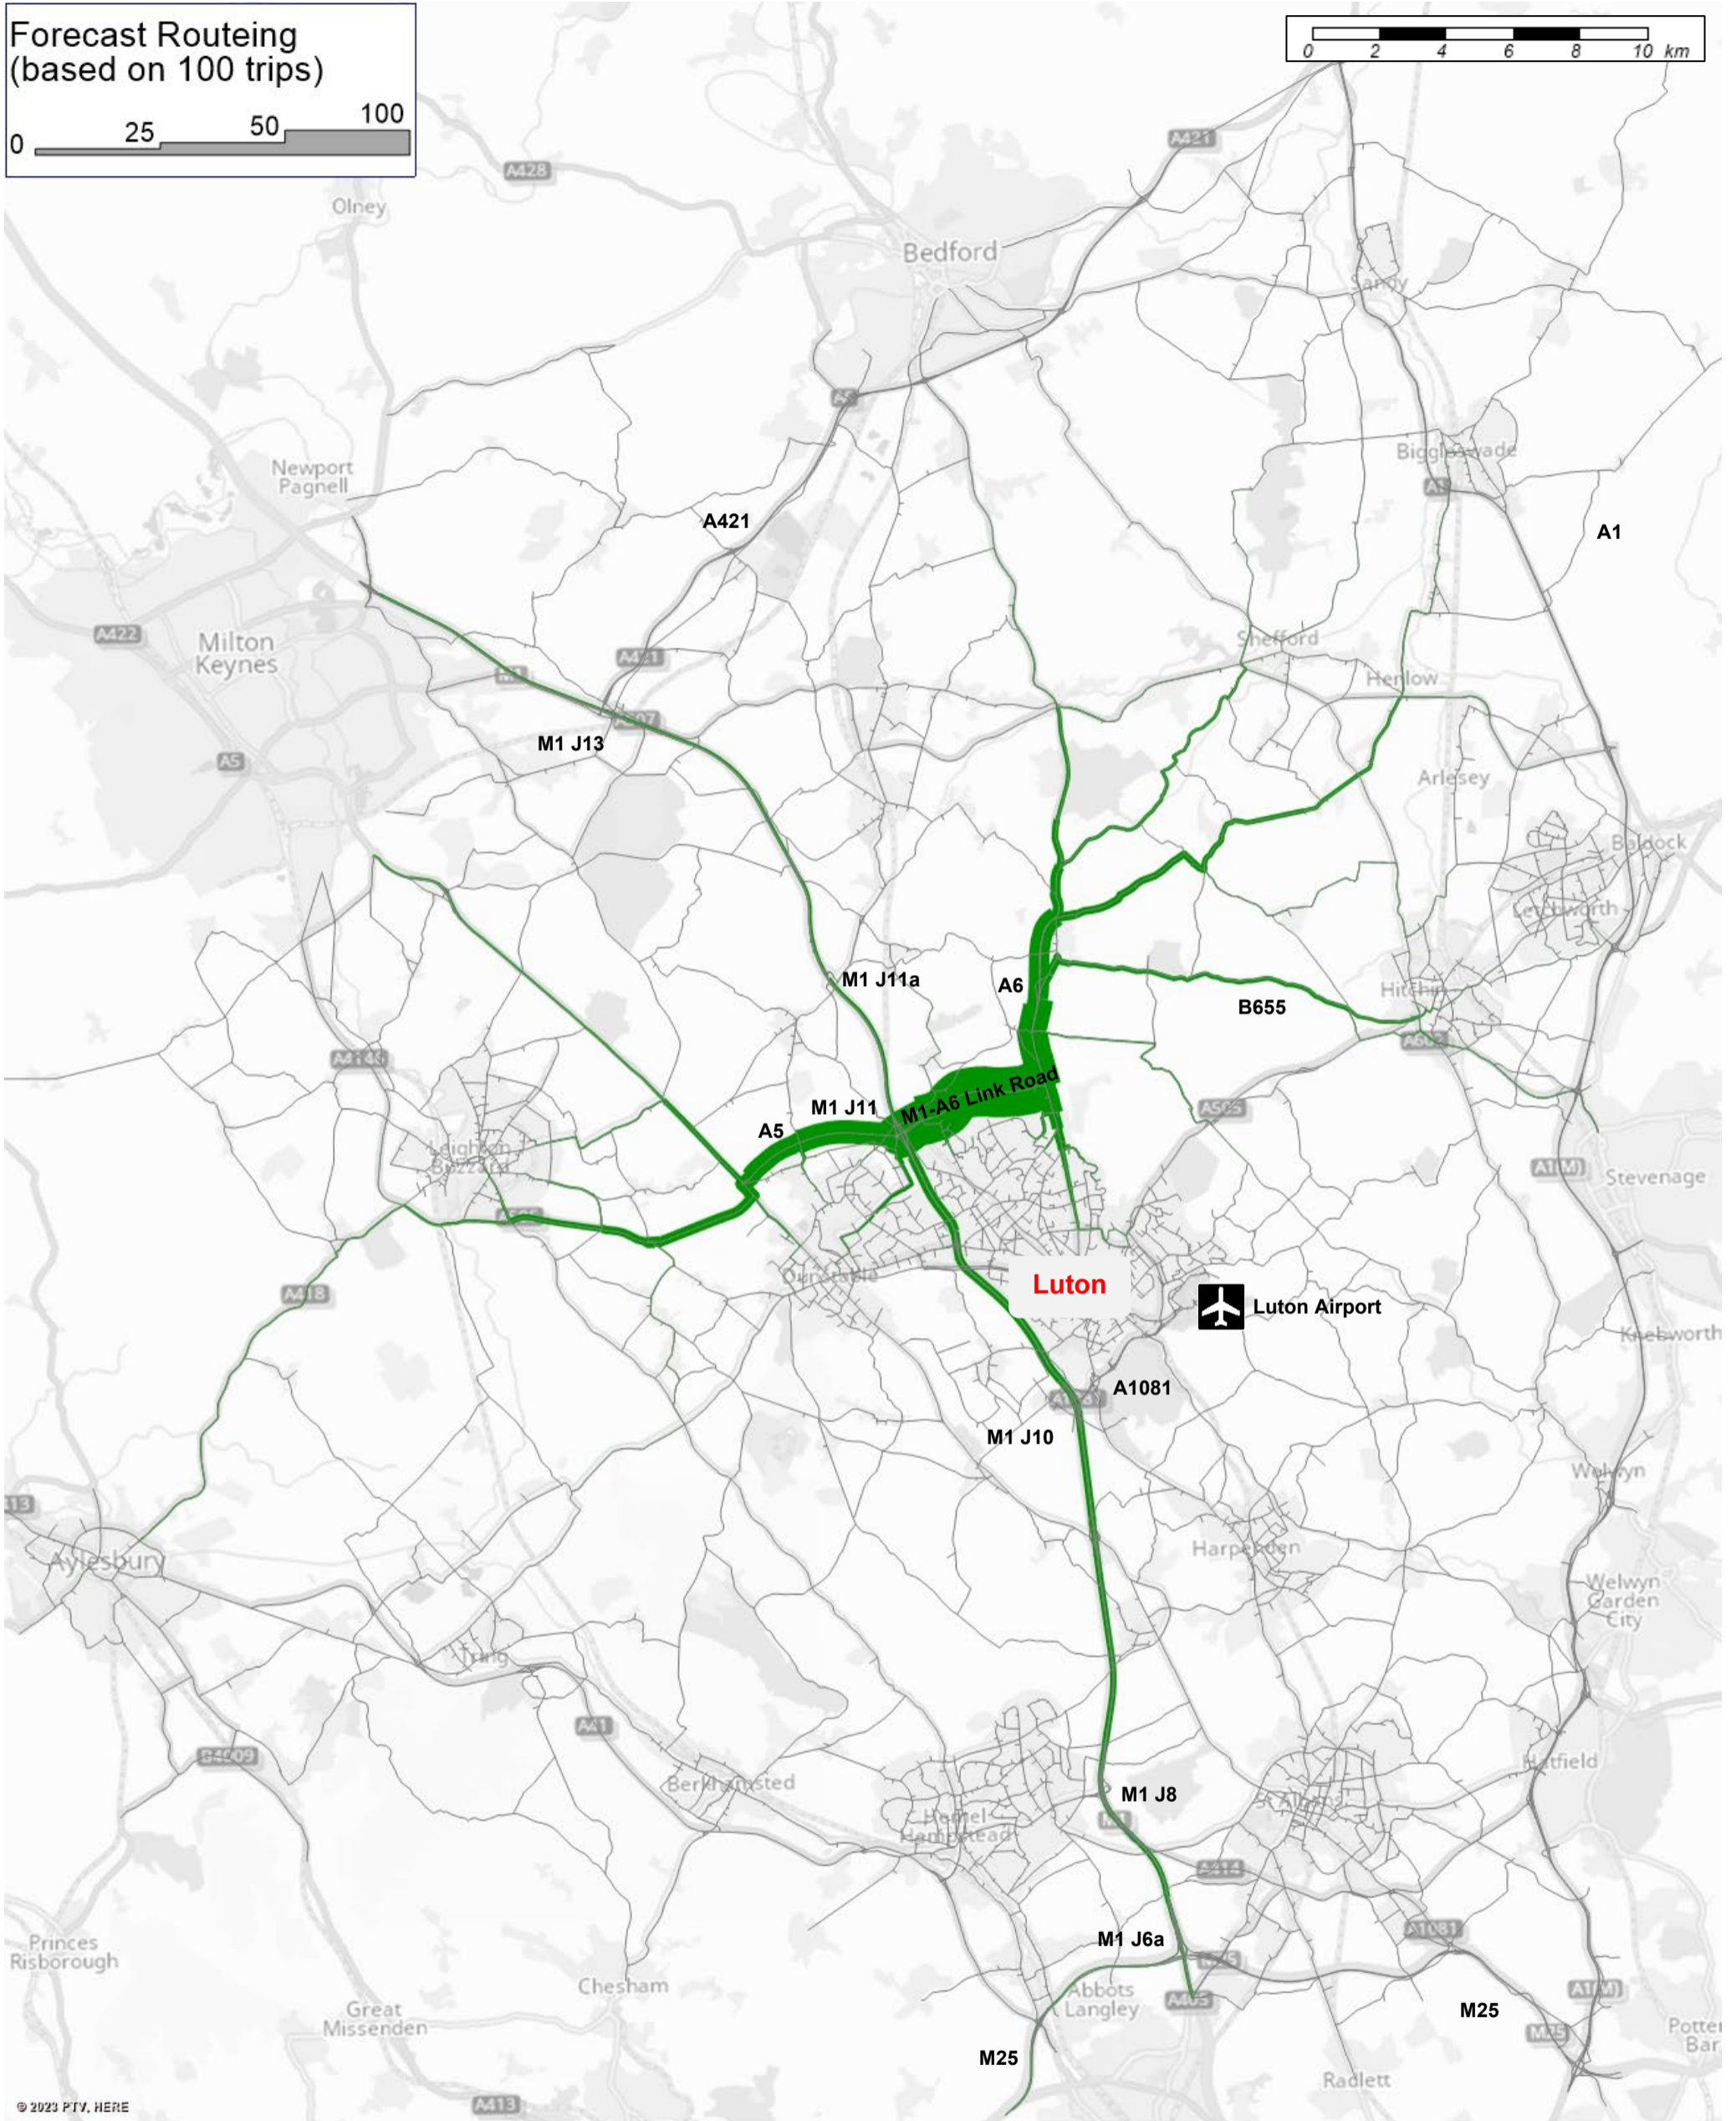 Forecast Routeing
(based on 100 trips)
0 25 50 100
0 2 4 6 8 10 km
A421
A428
Olney
Bedford
Sandy
A6
Biggleswade
Newport
Pagnell
A1
A421
A1
A422
Milton
Keynes
Shefford
A421
M1
Henlow
A507
M1 J13
A5
Arlesey
Baldock
Letchworth
M1 J11a
A6
Hitchin
B655
A602
A4146
M1-A6 Link Road
M1 J11
A505
A5
Leighton
Buzzard
A1(M)
Stevenage
A505
Dunstable
Luton
A418
Luton Airport
Knebworth
A1081
A1081
M1 J10
Welwyn
13
Harpenden
Aylesbury
Welwyn
Garden
City
Tring
A41
B4009
Hatfield
Berkhamsted
M1 J8
St Albans
M1
Hemel
Hempstead
A414
A1081
Princes
Risborough
M1 J6a
M25
Chesham
Abbots
Langley
A405
A1(M)
Great
Missenden
M25
M25
Potter
Bar
M25
Radlett
A413
© 2023 PTV, HERE